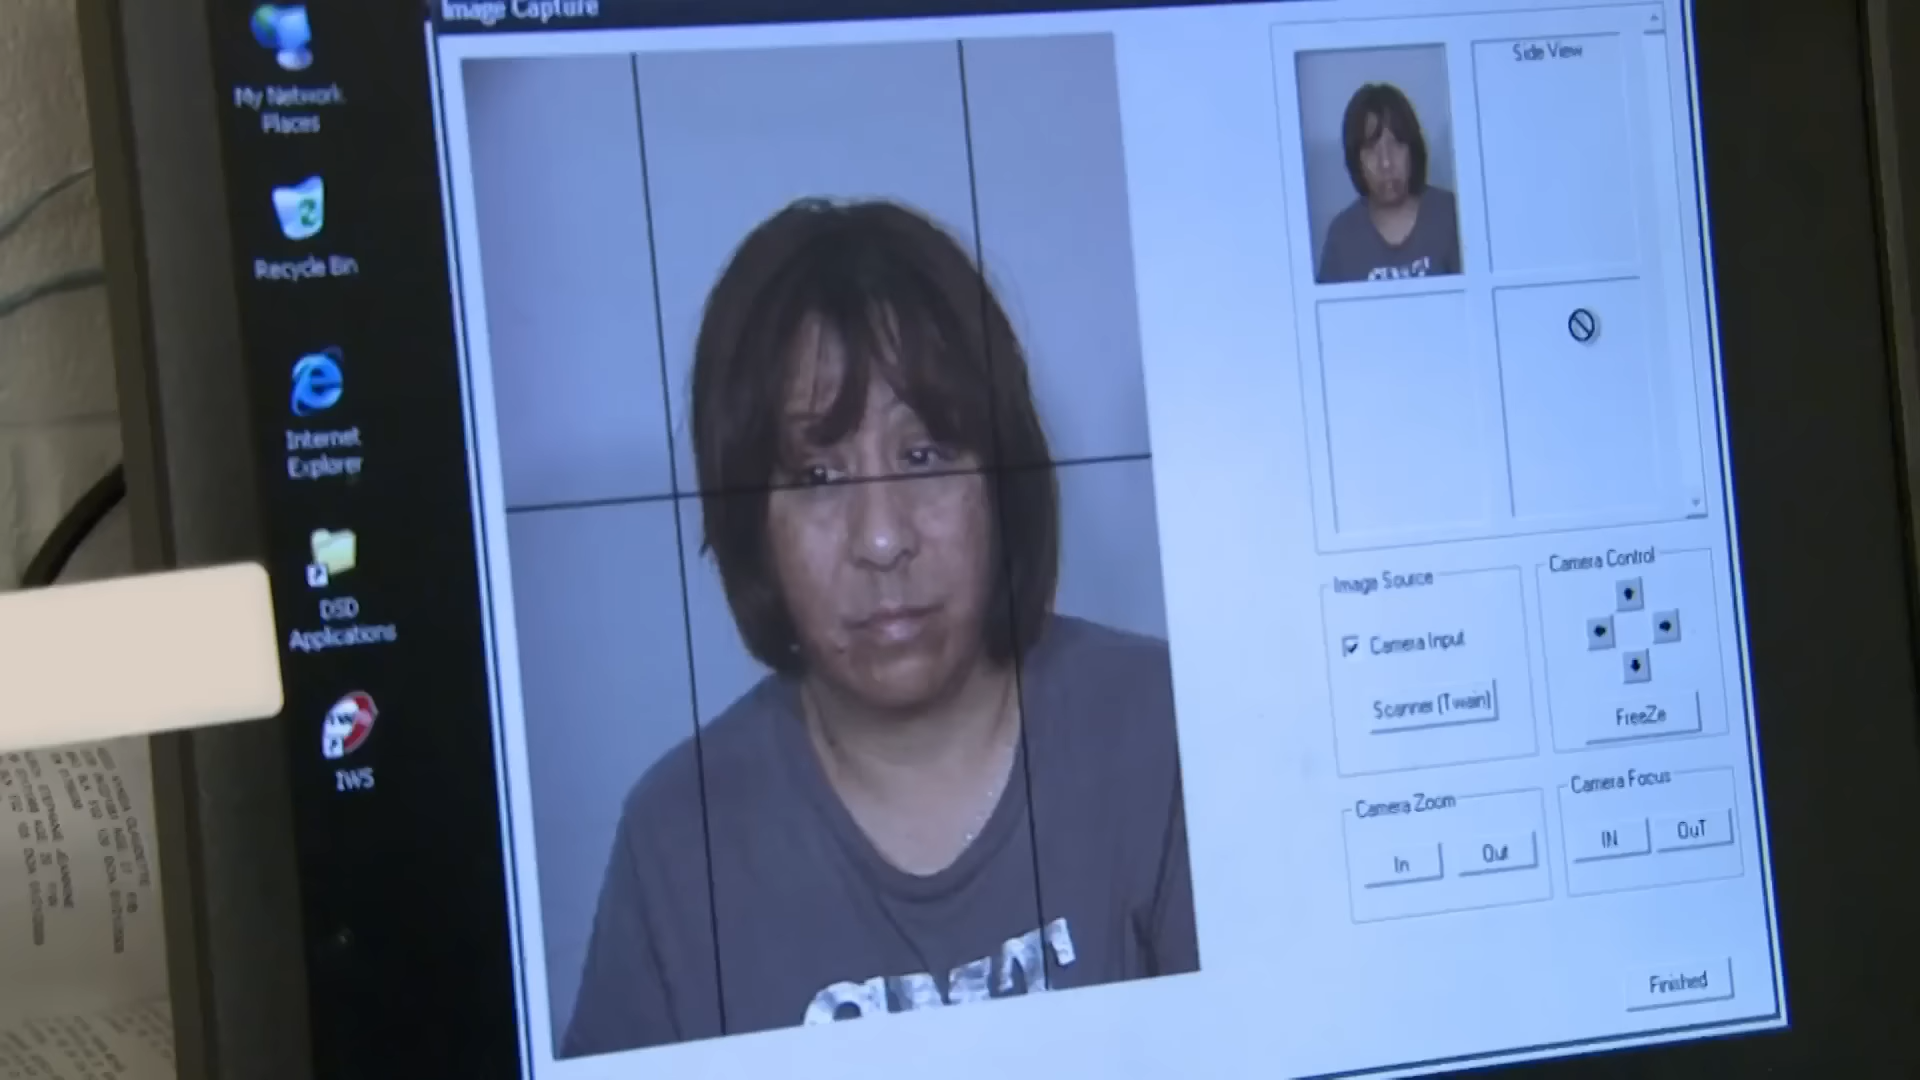 Image Capture
My Network
Places
Recycle Bin
Internet
Explorer
DSD
Applications
IWS
Side View
Image Source
Camera Input
Scanner (Twain)
Camera Control
FreeZe
Camera Zoom
In
Out
Camera Focus
IN
OuT
Finished